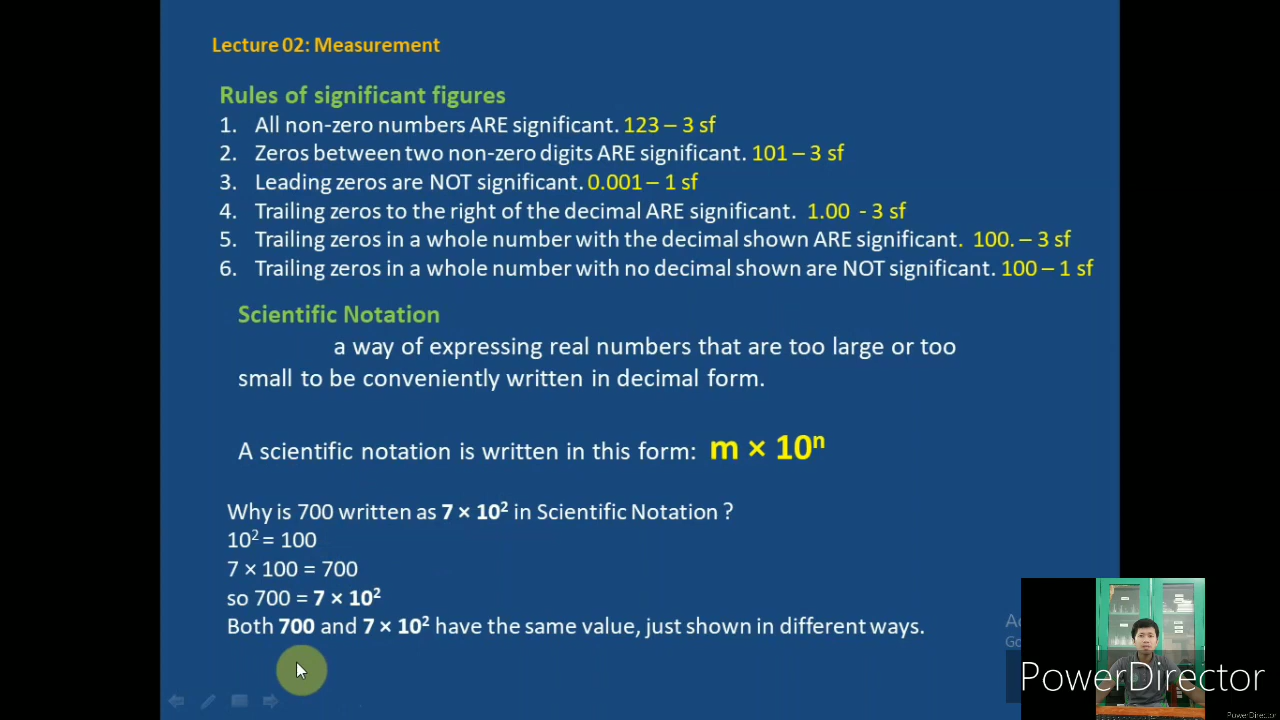 Lecture 02: Measurement
Rules of significant figures
1. All non-zero numbers ARE significant. 123 – 3 sf
2. Zeros between two non-zero digits ARE significant. 101 – 3 sf
3. Leading zeros are NOT significant. 0.001 – 1 sf
4. Trailing zeros to the right of the decimal ARE significant. 1.00 - 3 sf
5. Trailing zeros in a whole number with the decimal shown ARE significant. 100. – 3 sf
6. Trailing zeros in a whole number with no decimal shown are NOT significant. 100 – 1 sf
Scientific Notation
a way of expressing real numbers that are too large or too
small to be conveniently written in decimal form.
A scientific notation is written in this form: m × 10ⁿ
Why is 700 written as 7 × 10² in Scientific Notation ?
10² = 100
7 × 100 = 700
so 700 = 7 × 10²
Both 700 and 7 × 10² have the same value, just shown in different ways.
PowerDirector